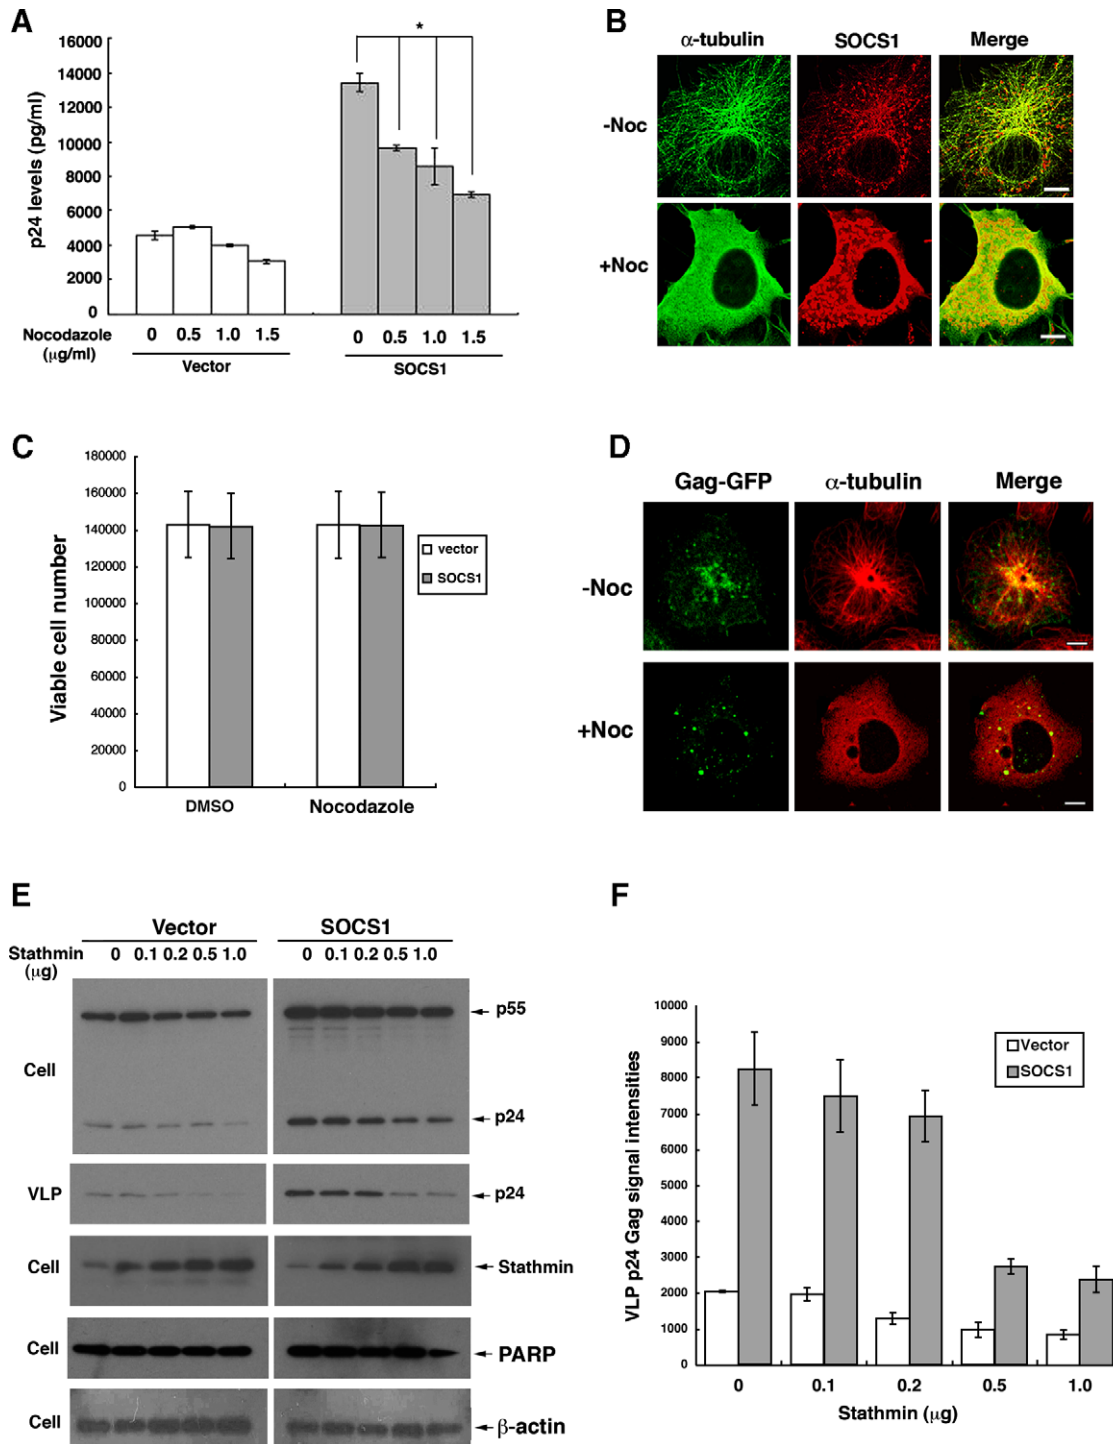 A
p24 levels (pg/ml)
16000
14000
12000
10000
8000
6000
4000
2000
0
*
Nocodazole
(μg/ml)
0 0.5 1.0 1.5
0 0.5 1.0 1.5
Vector
SOCS1
B
α-tubulin SOCS1 Merge
-Noc
+Noc
C
Viable cell number
180000
160000
140000
120000
100000
80000
60000
40000
20000
0
vector
SOCS1
DMSO Nocodazole
D
Gag-GFP α-tubulin Merge
-Noc
+Noc
E
Vector SOCS1
Stathmin
(μg)
0 0.1 0.2 0.5 1.0
0 0.1 0.2 0.5 1.0
Cell
p55
p24
VLP
p24
Cell
Stathmin
Cell
PARP
Cell
β-actin
F
VLP p24 Gag signal intensities
10000
9000
8000
7000
6000
5000
4000
3000
2000
1000
0
Vector
SOCS1
0 0.1 0.2 0.5 1.0
Stathmin (μg)